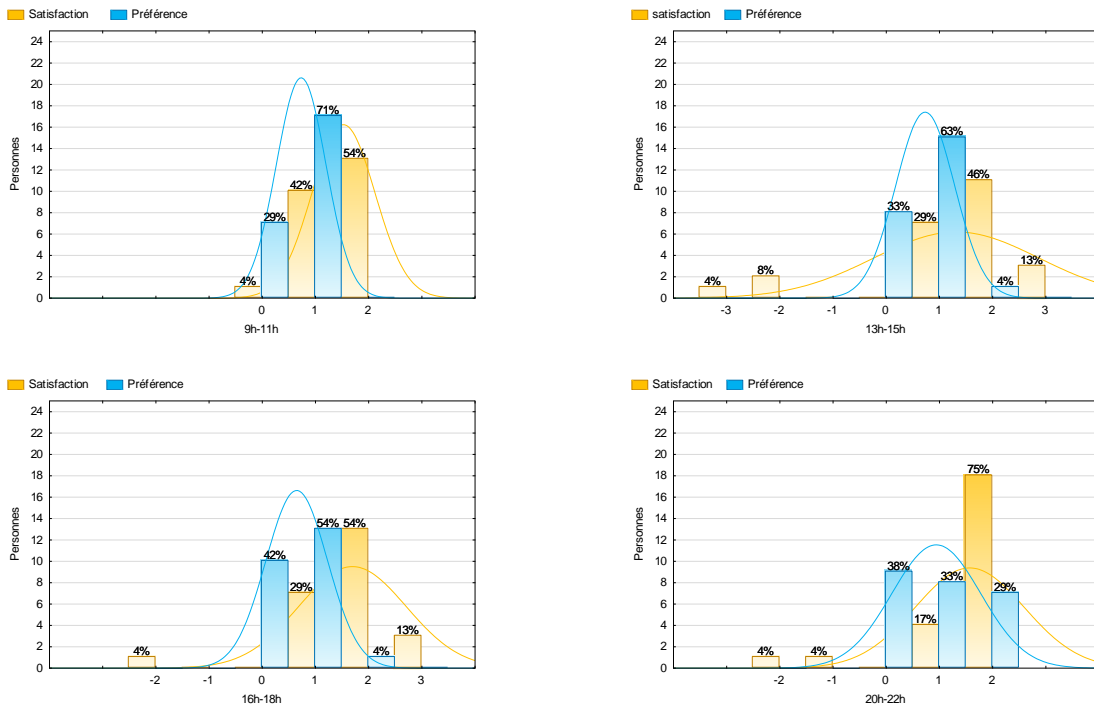 Satisfaction Préférence
24
22
20
18
16
14
12
10
8
6
4
2
0
Personnes
4% 29% 42% 71% 54%
0 1 2
9h-11h
satisfaction Préférence
24
22
20
18
16
14
12
10
8
6
4
2
0
Personnes
4% 8% 33% 29% 63% 46% 4% 13%
-3 -2 -1 0 1 2 3
13h-15h
Satisfaction Préférence
24
22
20
18
16
14
12
10
8
6
4
2
0
Personnes
4% 42% 29% 54% 54% 4% 13%
-2 -1 0 1 2 3
16h-18h
Satisfaction Préférence
24
22
20
18
16
14
12
10
8
6
4
2
0
Personnes
4% 4% 38% 17% 33% 75% 29%
-2 -1 0 1 2
20h-22h